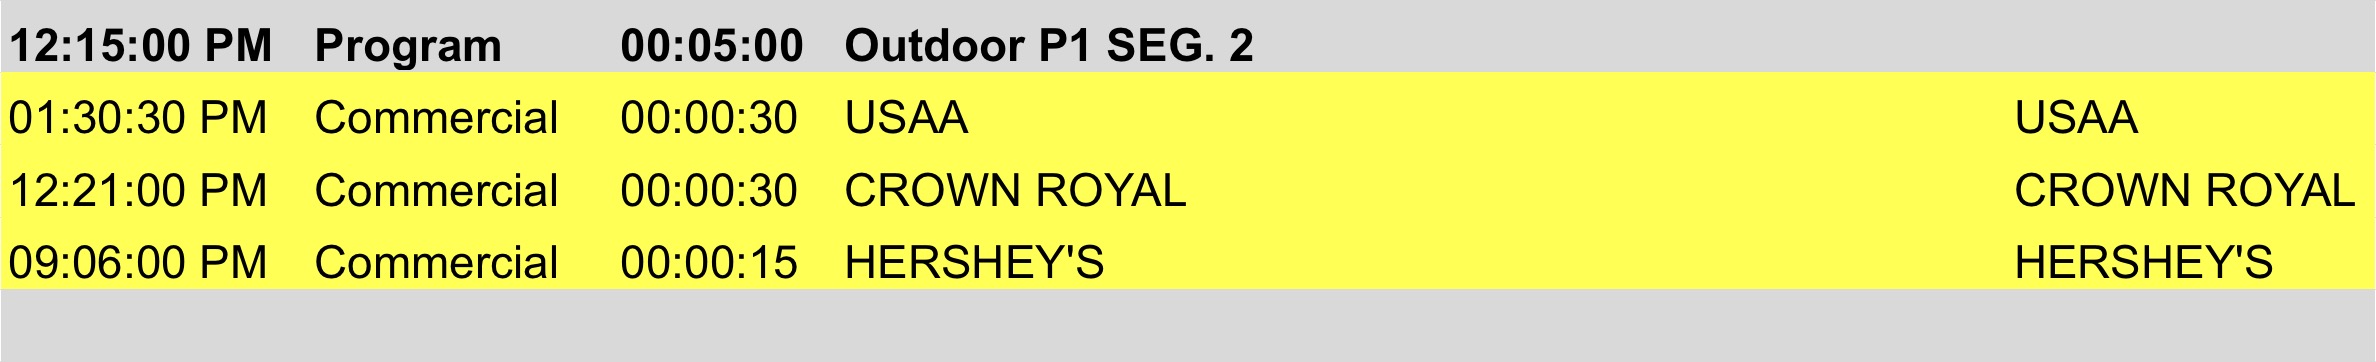 12:15:00 PM Program 00:05:00 Outdoor P1 SEG. 2
01:30:30 PM Commercial 00:00:30 USAA USAA
12:21:00 PM Commercial 00:00:30 CROWN ROYAL CROWN ROYAL
09:06:00 PM Commercial 00:00:15 HERSHEY'S HERSHEY'S